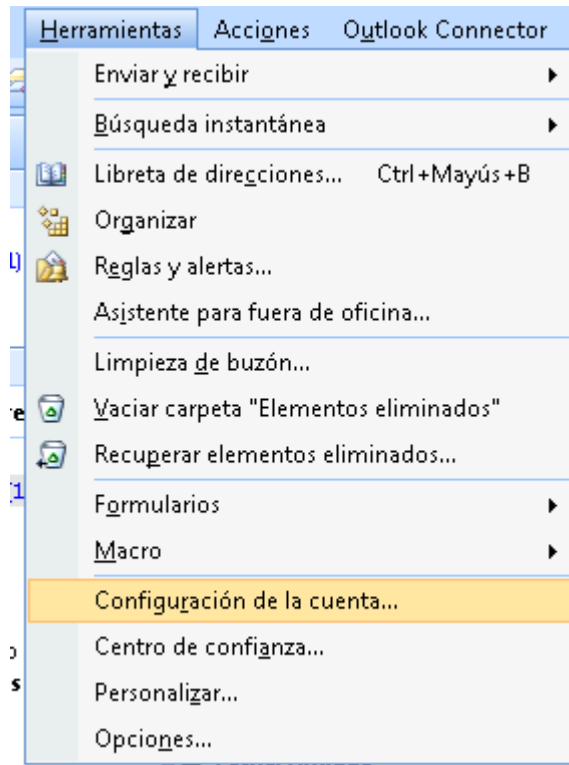 Herramientas Acciones Outlook Connector
Enviar y recibir
Búsqueda instantánea
Libreta de direcciones... Ctrl+Mayús+B
Organizar
Reglas y alertas...
Asistente para fuera de oficina...
Limpieza de buzón...
Vaciar carpeta "Elementos eliminados"
Recuperar elementos eliminados...
Formularios
Macro
Configuración de la cuenta...
Centro de confianza...
Personalizar...
Opciones...